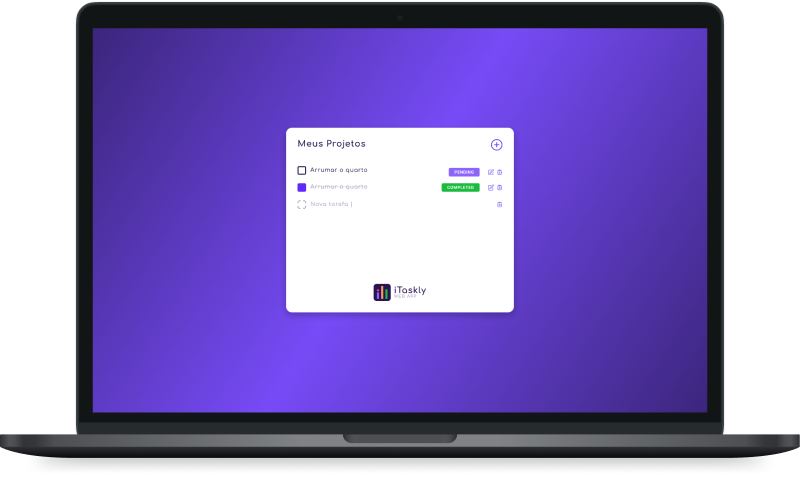 Meus Projetos
Arrumar o quarto PENDING
Arrumar o quarto COMPLETED
Nova tarefa |
iTaskly
WEB APP